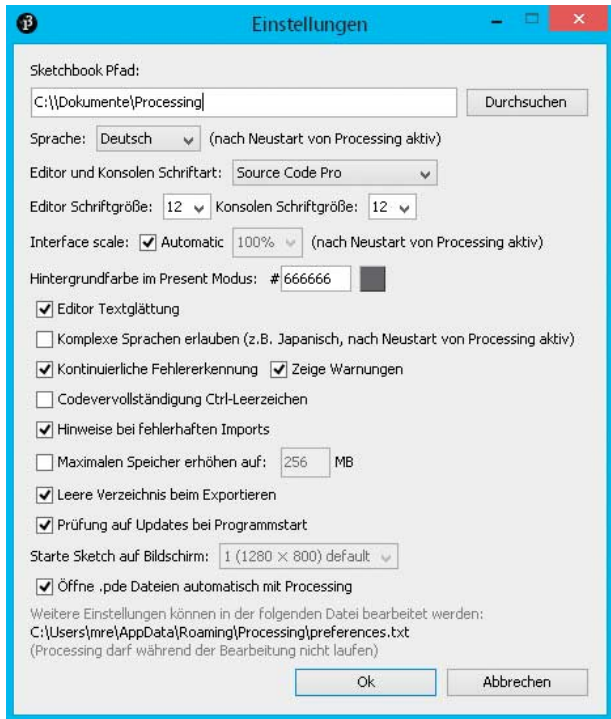 Einstellungen
Sketchbook Pfad:
C:\\Dokumente\Processing
Durchsuchen
Sprache: Deutsch (nach Neustart von Processing aktiv)
Editor und Konsolen Schriftart: Source Code Pro
Editor Schriftgröße: 12 Konsolen Schriftgröße: 12
Interface scale: Automatic 100% (nach Neustart von Processing aktiv)
Hintergrundfarbe im Present Modus: # 666666
Editor Textglättung
Komplexe Sprachen erlauben (z.B. Japanisch, nach Neustart von Processing aktiv)
Kontinuierliche Fehlererkennung Zeige Warnungen
Codevervollständigung Ctrl-Leerzeichen
Hinweise bei fehlerhaften Imports
Maximalen Speicher erhöhen auf: 256 MB
Leere Verzeichnis beim Exportieren
Prüfung auf Updates bei Programmstart
Starte Sketch auf Bildschirm: 1 (1280 × 800) default
Öffne .pde Dateien automatisch mit Processing
Weitere Einstellungen können in der folgenden Datei bearbeitet werden:
C:\Users\mre\AppData\Roaming\Processing\preferences.txt
(Processing darf während der Bearbeitung nicht laufen)
Ok Abbrechen